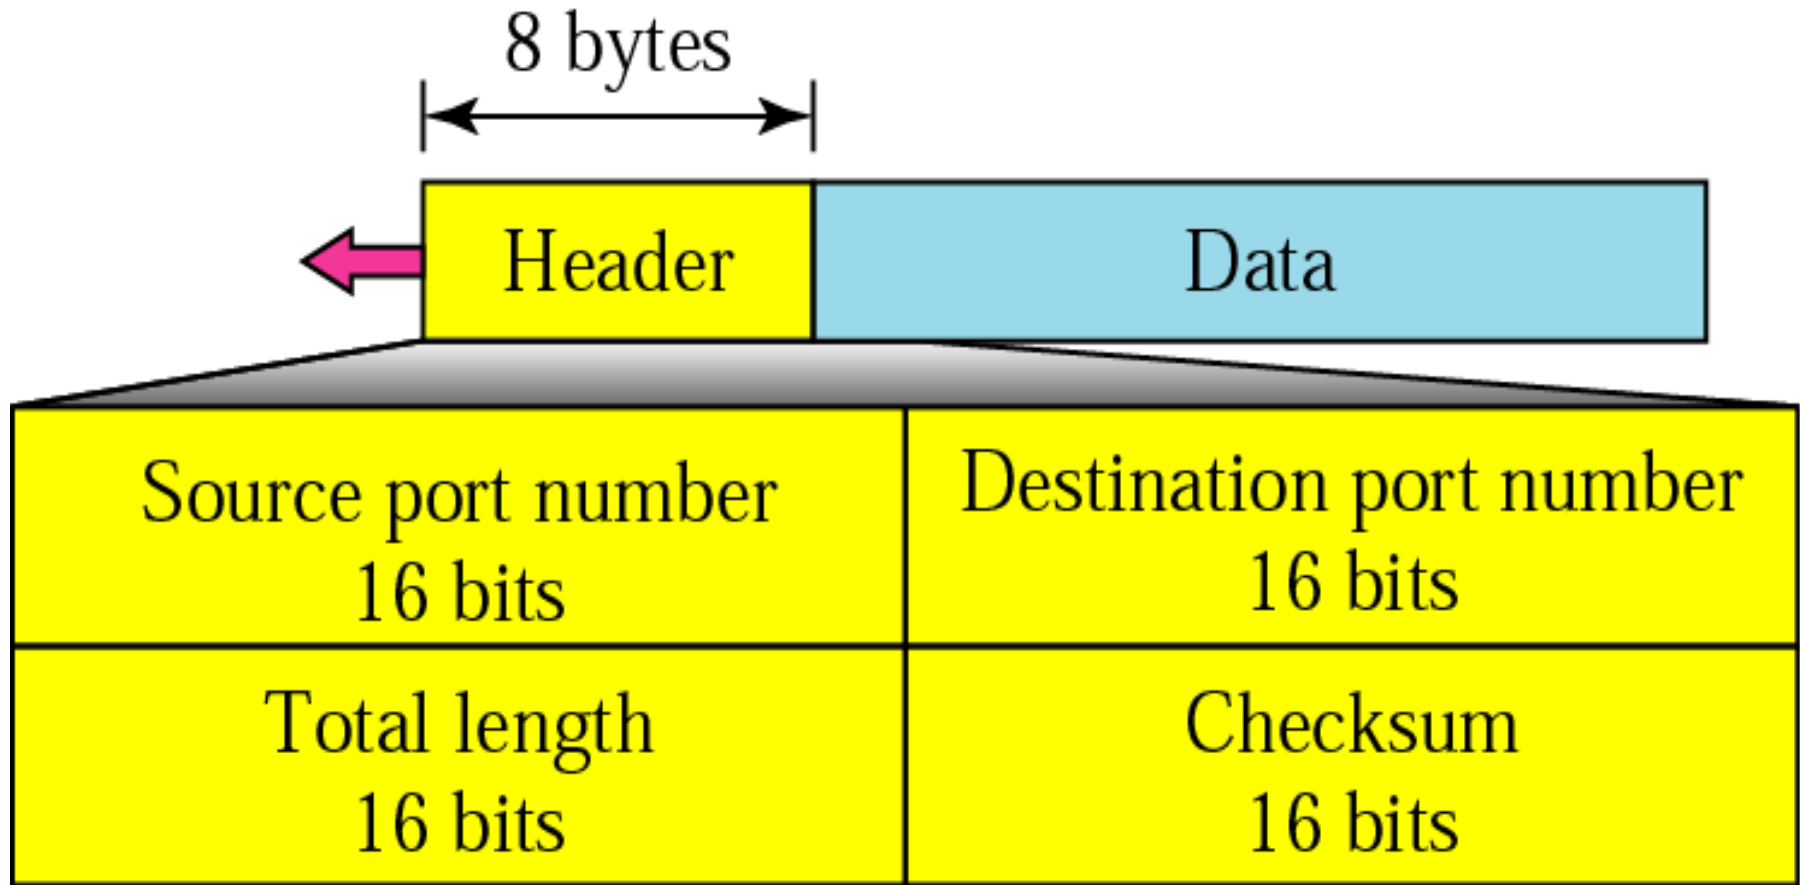 8 bytes
Header
Data
Source port number
16 bits
Destination port number
16 bits
Total length
16 bits
Checksum
16 bits